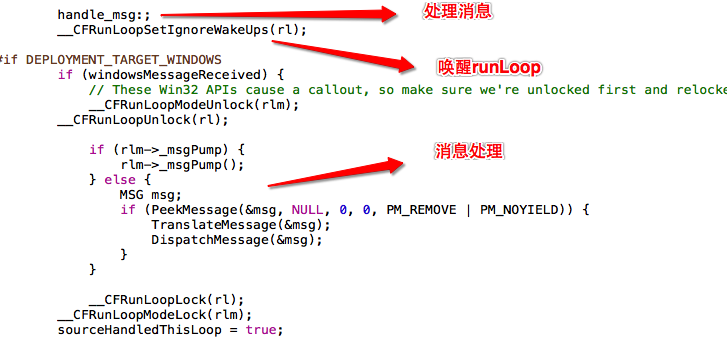 handle_msg:;
处理消息
__CFRunLoopSetIgnoreWakeUps(rl);
唤醒runLoop
#if DEPLOYMENT_TARGET_WINDOWS
if (windowsMessageReceived) {
// These Win32 APIs cause a callout, so make sure we're unlocked first and relocke
__CFRunLoopModeUnlock(rlm);
__CFRunLoopUnlock(rl);
消息处理
if (rlm->_msgPump) {
rlm->_msgPump();
} else {
MSG msg;
if (PeekMessage(&msg, NULL, 0, 0, PM_REMOVE | PM_NOYIELD)) {
TranslateMessage(&msg);
DispatchMessage(&msg);
}
}
__CFRunLoopLock(rl);
__CFRunLoopModeLock(rlm);
sourceHandledThisLoop = true;